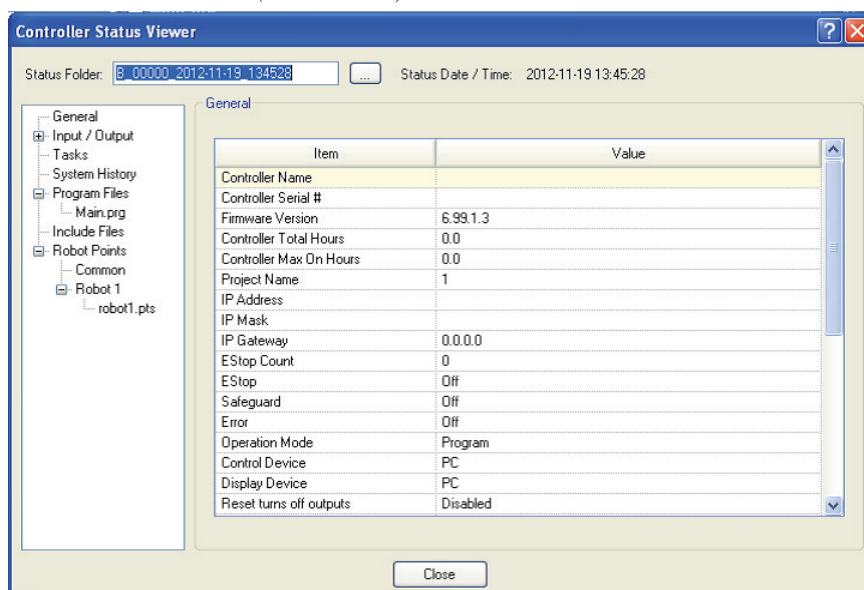 Controller Status Viewer
Status Folder: B_00000_2012-11-19_134528 ... Status Date / Time: 2012-11-19 13:45:28
General
Input / Output
Tasks
System History
Program Files
Main.prg
Include Files
Robot Points
Common
Robot 1
robot1.pts
General
Item Value
Controller Name
Controller Serial #
Firmware Version 6.99.1.3
Controller Total Hours 0.0
Controller Max On Hours 0.0
Project Name 1
IP Address
IP Mask
IP Gateway 0.0.0.0
EStop Count 0
EStop Off
Safeguard Off
Error Off
Operation Mode Program
Control Device PC
Display Device PC
Reset turns off outputs Disabled
Close